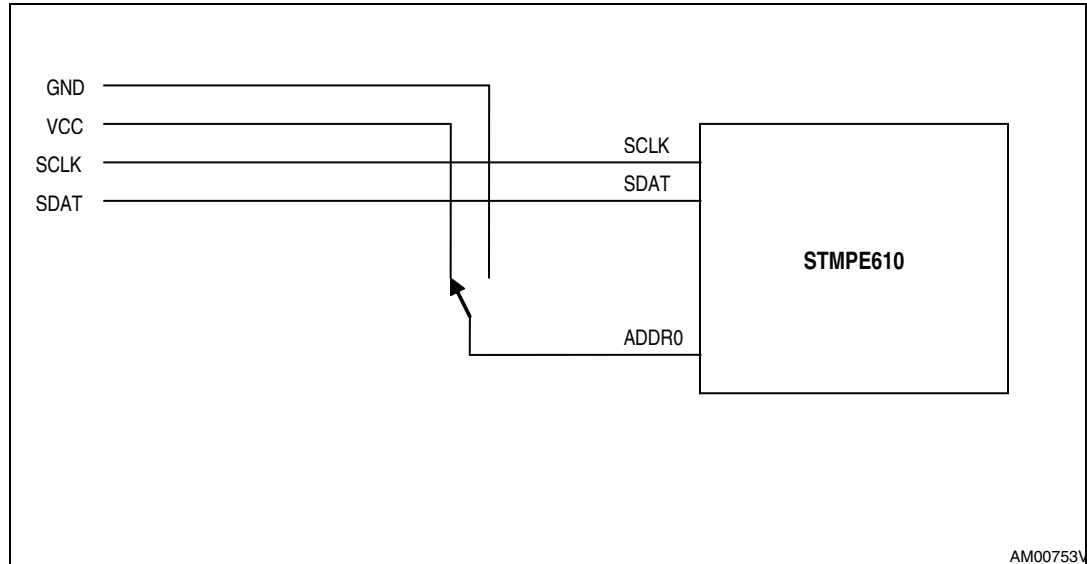 GND
VCC
SCLK
SDAT
SCLK
SDAT
STMPE610
ADDR0
AM00753V